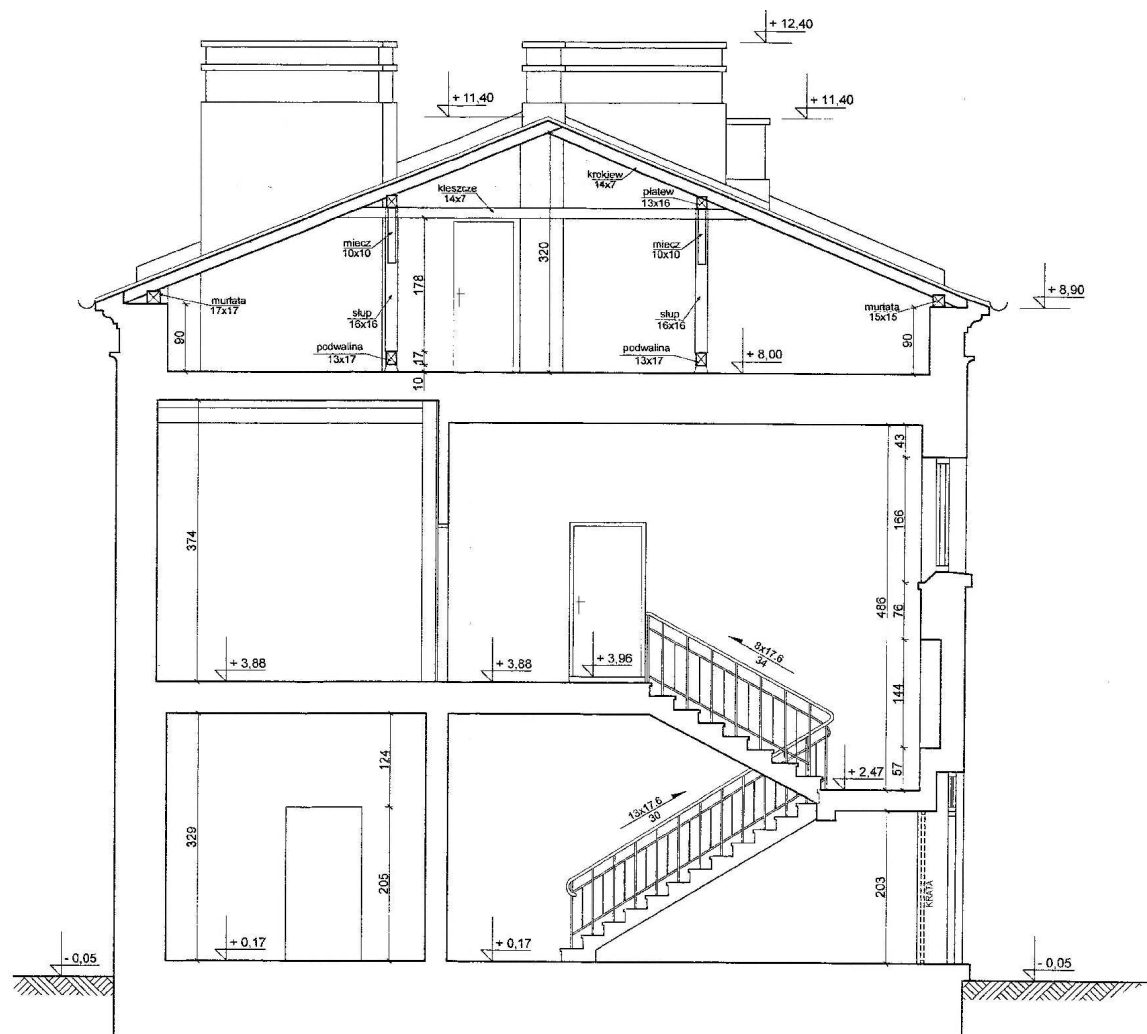 + 12,40
+ 11,40
+ 11,40
krokiew
14x7
kleszcze
14x7
płatew
13x16
miecz
10x10
miecz
10x10
320
178
murłata
17x17
słup
16x16
słup
16x16
murłata
15x15
+ 8,90
90
podwalina
13x17
17
podwalina
13x17
+ 8,00
90
10
43
374
166
486
76
8x17.6
34
+ 3,88
+ 3,88
+ 3,96
144
124
+ 2,47
57
13x17.6
30
329
205
203
KRATA
+ 0,17
+ 0,17
- 0,05
- 0,05